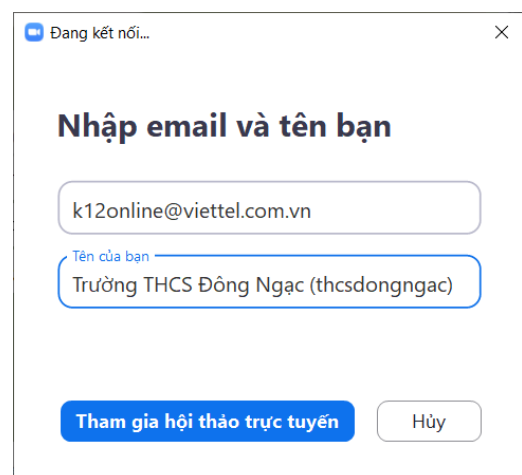 Đang kết nối...
Nhập email và tên bạn
k12online@viettel.com.vn
Tên của bạn
Trường THCS Đông Ngạc (thcsdongngac)
Tham gia hội thảo trực tuyến
Hủy